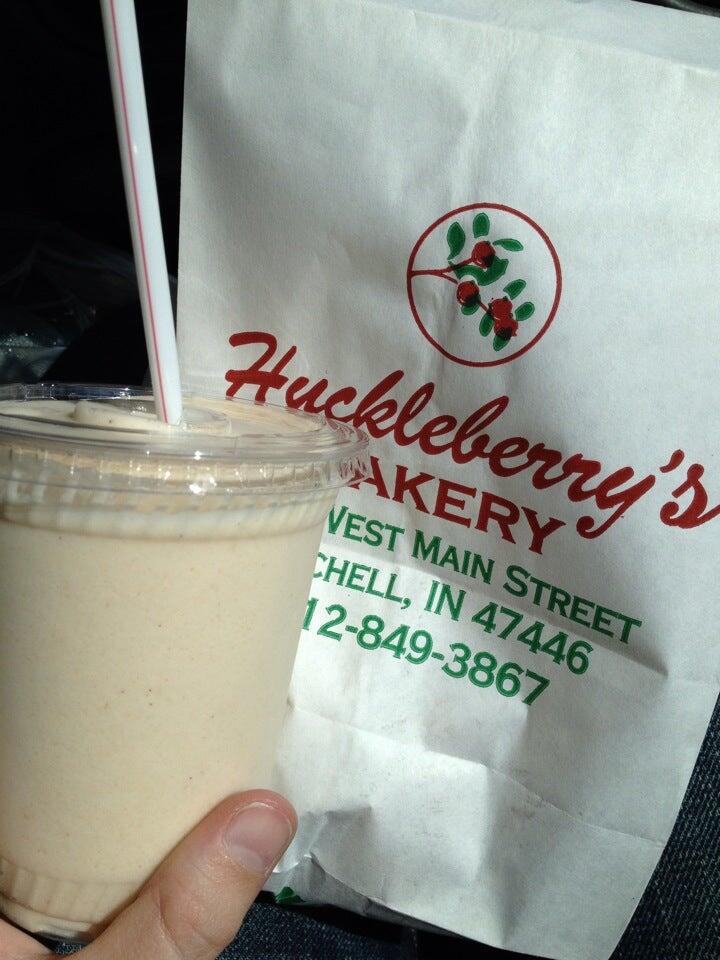 Huckleberry's
AKERY
WEST MAIN STREET
CHELL, IN 47446
12-849-3867